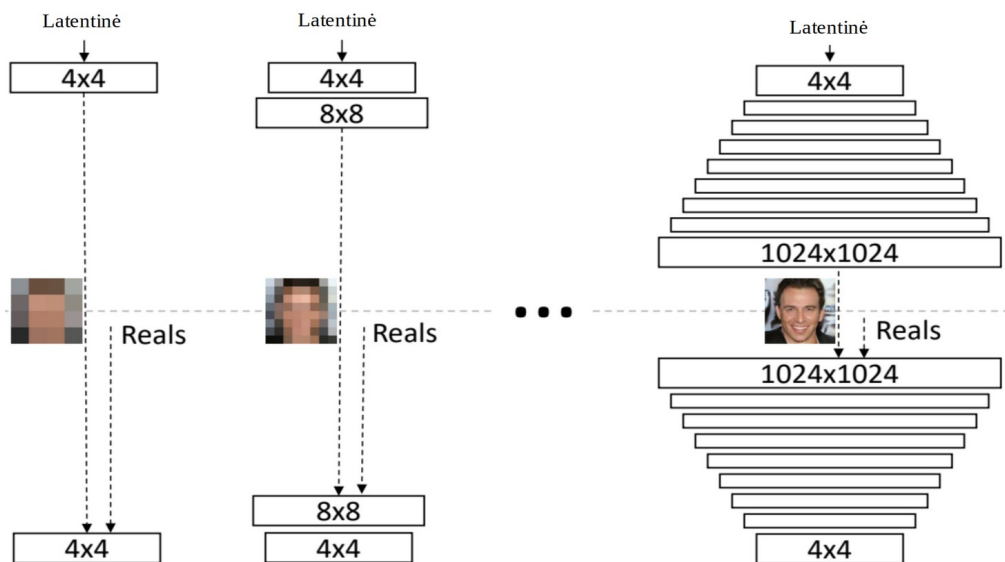 Latentinė
Latentinė
Latentinė
4x4
4x4
4x4
8x8
1024x1024
Reals
Reals
Reals
1024x1024
8x8
4x4
4x4
4x4